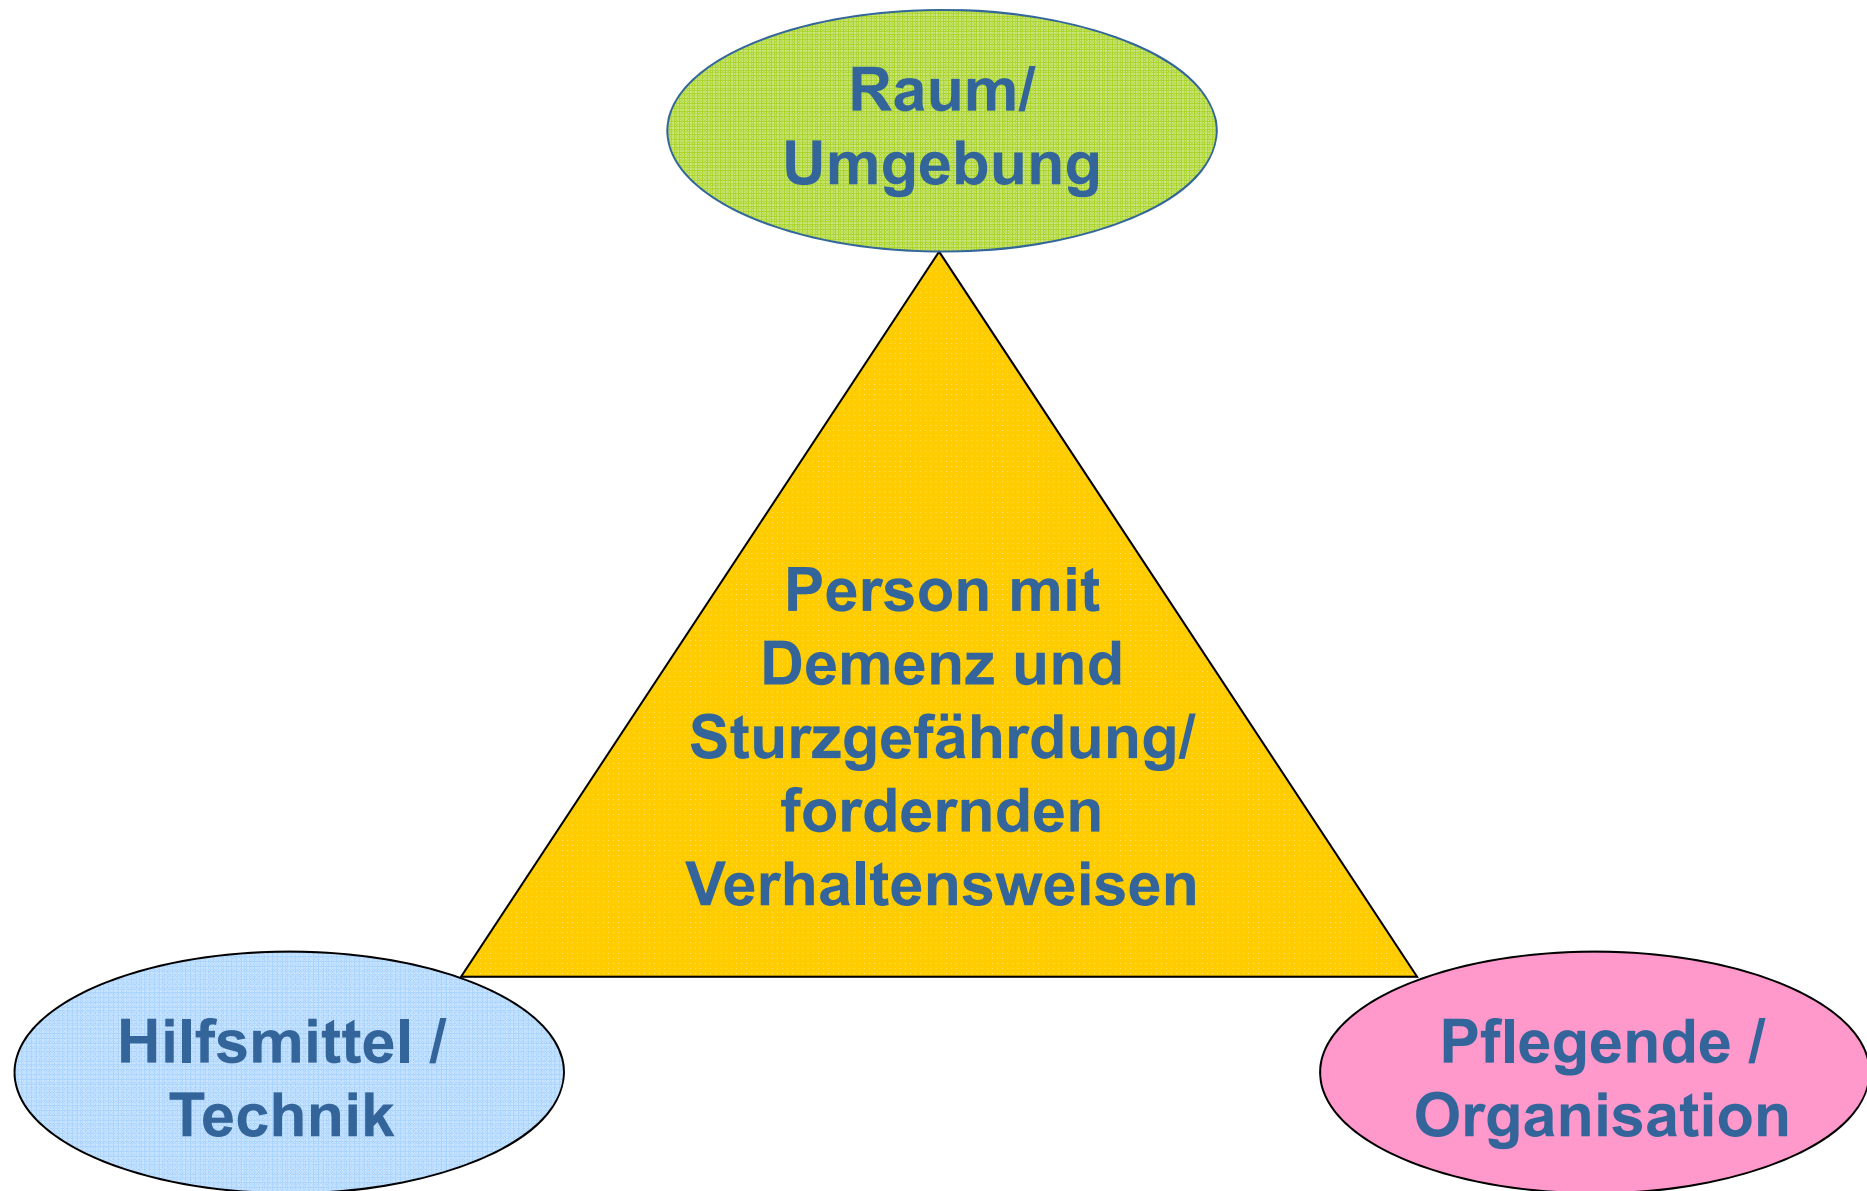 Raum/
Umgebung
Person mit
Demenz und
Sturzgefährdung/
fordernden
Verhaltensweisen
Hilfsmittel /
Technik
Pflegende /
Organisation